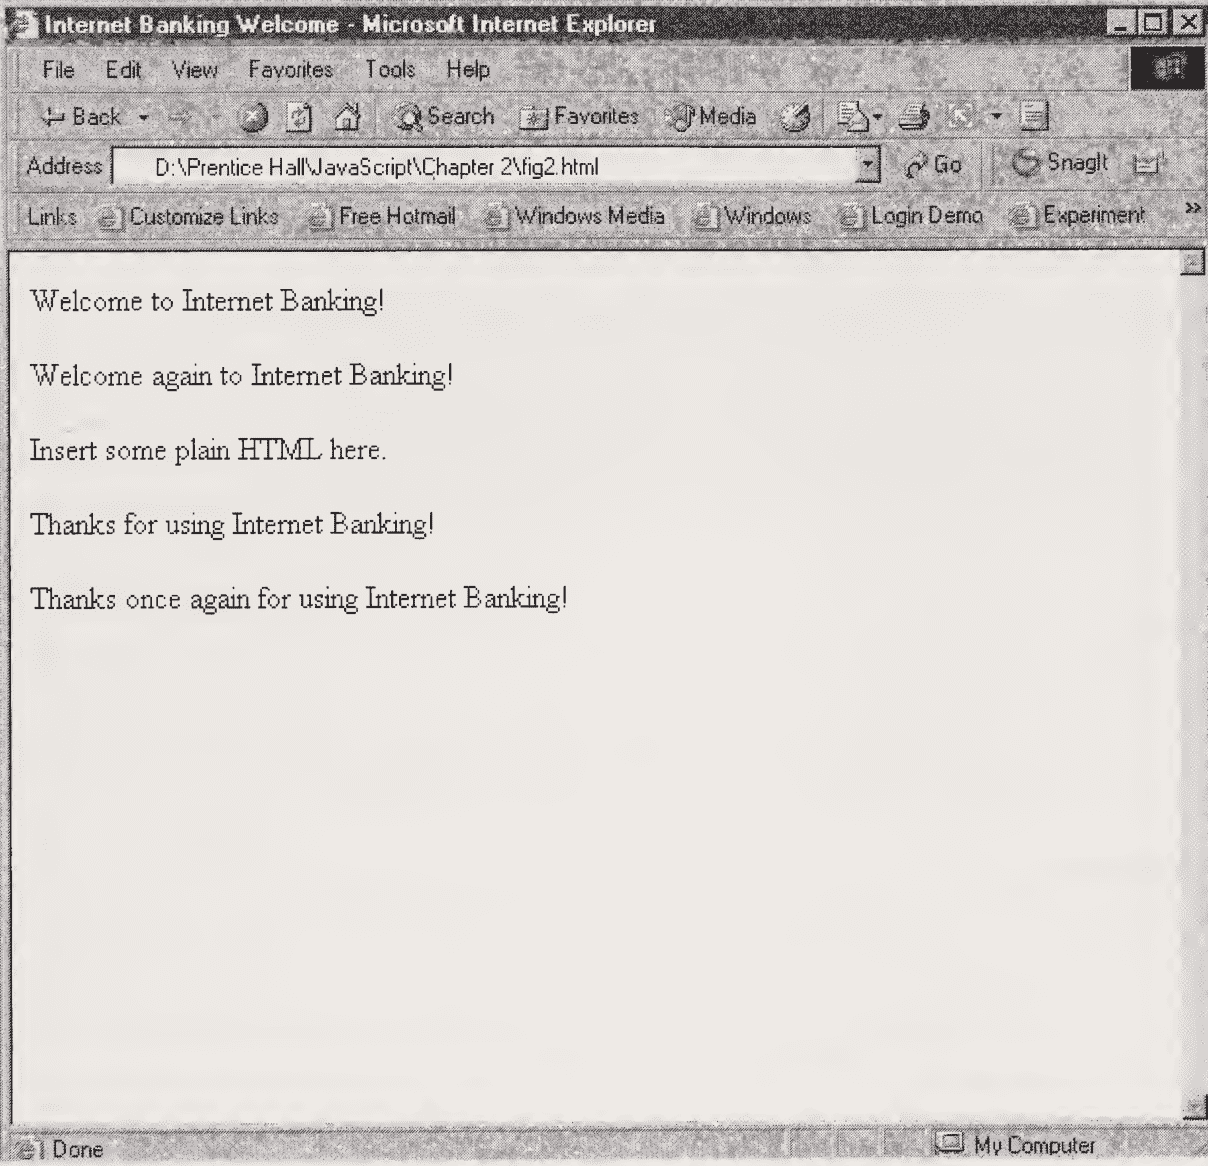 Internet Banking Welcome - Microsoft Internet Explorer
File Edit View Favorites Tools Help
Back Search Favorites Media
Address D:\Prentice Hall\JavaScript\Chapter 2\fig2.html Go SnagIt
Links Customize Links Free Hotmail Windows Media Windows Login Demo Experiment »
Welcome to Internet Banking!
Welcome again to Internet Banking!
Insert some plain HTML here.
Thanks for using Internet Banking!
Thanks once again for using Internet Banking!
Done My Computer